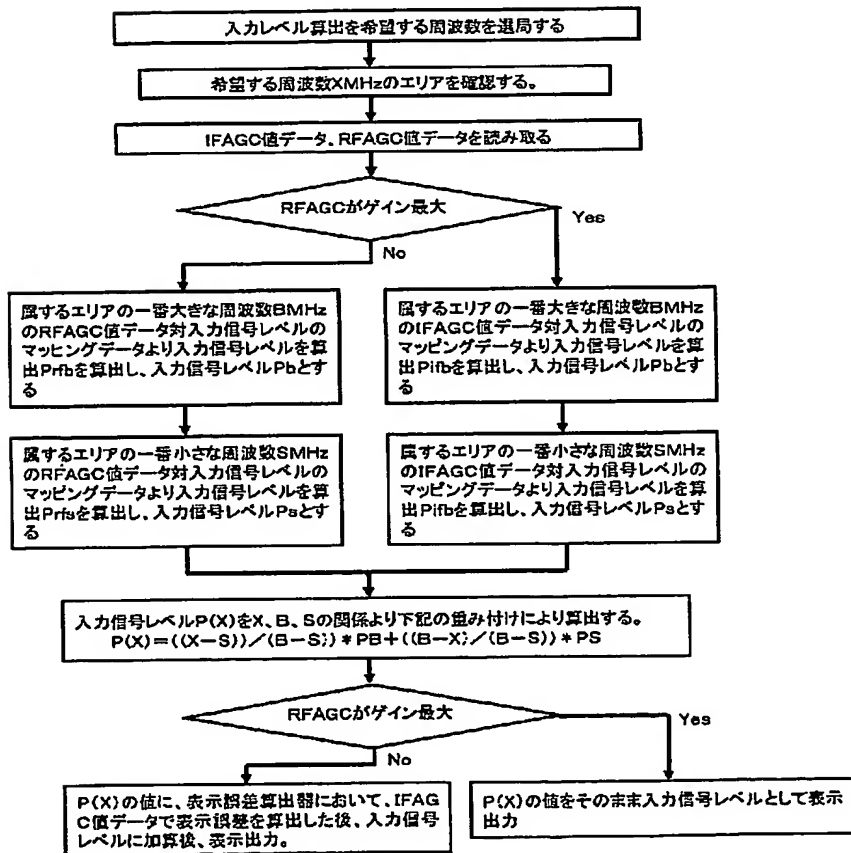 入力レベル算出を希望する周波数を選局する
希望する周波数XMHzのエリアを確認する。
IFAGC値データ、RFAGC値データを読み取る
RFAGCがゲイン最大
Yes
No
属するエリアの一番大きな周波数BMHz
のRFAGC値データ対入力信号レベルの
マッピングデータより入力信号レベルを算
出Prfbを算出し、入力信号レベルPbとす
る
属するエリアの一番大きな周波数BMHz
のIFAGC値データ対入力信号レベルの
マッピングデータより入力信号レベルを算
出Pifbを算出し、入力信号レベルPbとす
る
属するエリアの一番小さな周波数SMHz
のRFAGC値データ対入力信号レベルの
マッピングデータより入力信号レベルを算
出Prfsを算出し、入力信号レベルPsとす
る
属するエリアの一番小さな周波数SMHz
のIFAGC値データ対入力信号レベルの
マッピングデータより入力信号レベルを算
出Pifbを算出し、入力信号レベルPsとす
る
入力信号レベルP(X)をX、B、Sの関係より下記の重み付けにより算出する。
P(X)=((X-S))/(B-S))*PB+((B-X)/(B-S))*PS
RFAGCがゲイン最大
Yes
No
P(X)の値に、表示誤差算出器において、IFAG
C値データで表示誤差を算出した後、入力信号
レベルに加算後、表示出力。
P(X)の値をそのまま入力信号レベルとして表示
出力